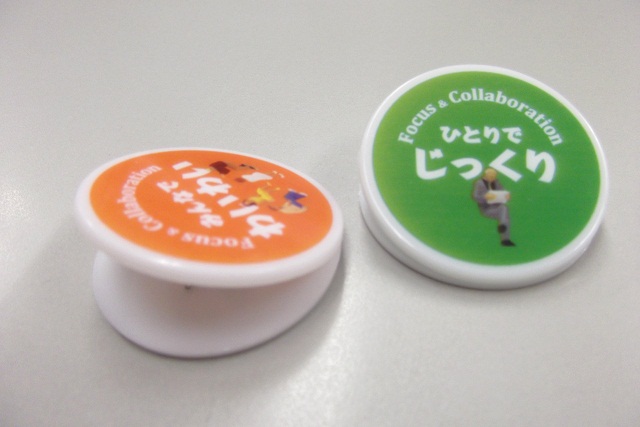 Focus & Collaboration
みんなで
わいわい
Focus & Collaboration
ひとりで
じっくり